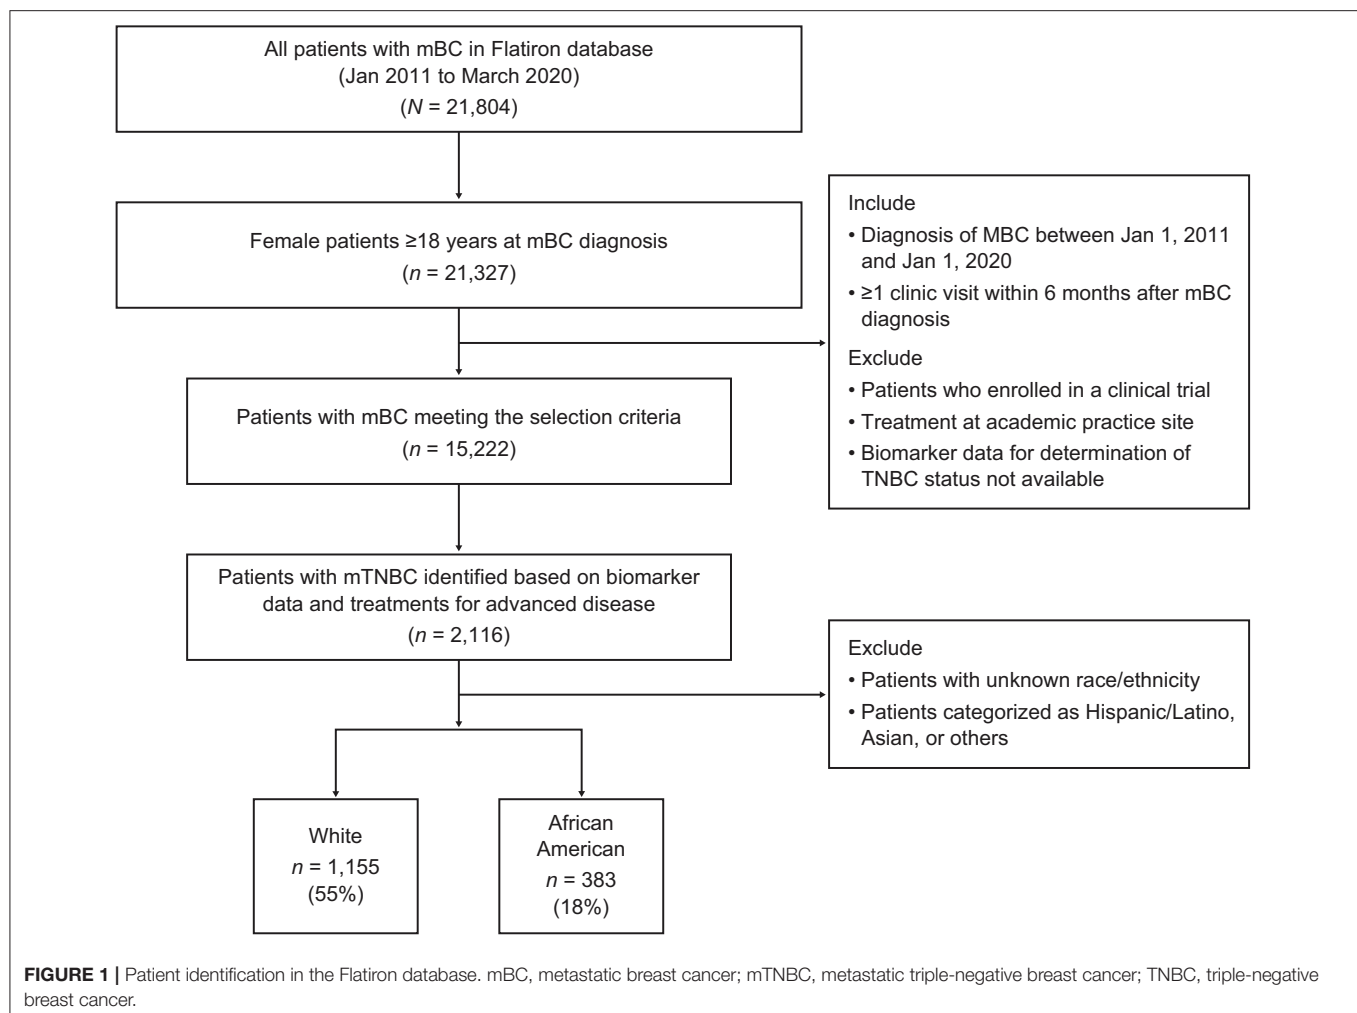 All patients with mBC in Flatiron database
(Jan 2011 to March 2020)
(N = 21,804)
Female patients ≥18 years at mBC diagnosis
(n = 21,327)
Include
• Diagnosis of MBC between Jan 1, 2011
and Jan 1, 2020
• ≥1 clinic visit within 6 months after mBC
diagnosis
Exclude
• Patients who enrolled in a clinical trial
• Treatment at academic practice site
• Biomarker data for determination of
TNBC status not available
Patients with mBC meeting the selection criteria
(n = 15,222)
Patients with mTNBC identified based on biomarker
data and treatments for advanced disease
(n = 2,116)
Exclude
• Patients with unknown race/ethnicity
• Patients categorized as Hispanic/Latino,
Asian, or others
White
n = 1,155
(55%)
African
American
n = 383
(18%)
FIGURE 1 | Patient identification in the Flatiron database. mBC, metastatic breast cancer; mTNBC, metastatic triple-negative breast cancer; TNBC, triple-negative
breast cancer.